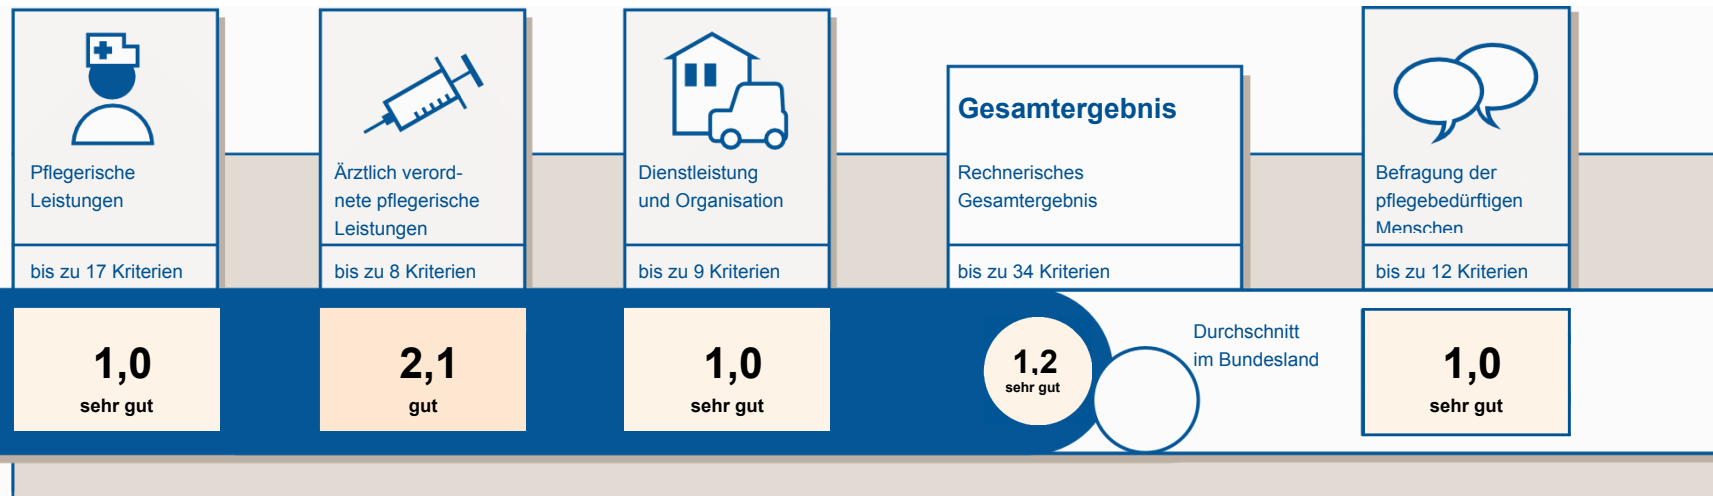 Pflegerische
Leistungen
bis zu 17 Kriterien
1,0
sehr gut
Ärztlich verord-
nete pflegerische
Leistungen
bis zu 8 Kriterien
2,1
gut
Dienstleistung
und Organisation
bis zu 9 Kriterien
1,0
sehr gut
Gesamtergebnis
Rechnerisches
Gesamtergebnis
bis zu 34 Kriterien
1,2
sehr gut
Durchschnitt
im Bundesland
Befragung der
pflegebedürftigen
Menschen
bis zu 12 Kriterien
1,0
sehr gut